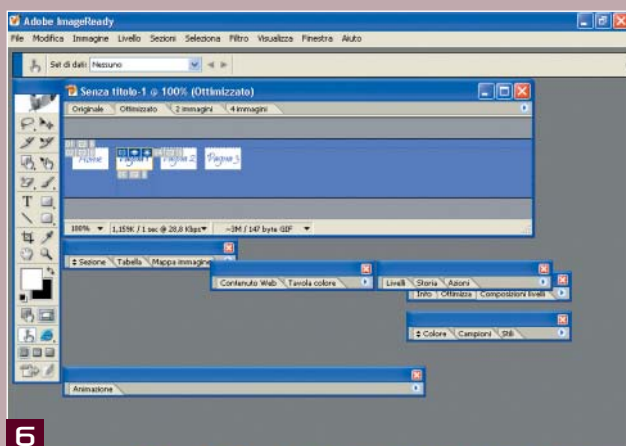 Adobe ImageReady
File Modifica Immagine Livello Sezioni Seleziona Filtro Visualizza Finestra Aiuto
Set di dati: Nessuno
Senza titolo-1 @ 100% (Ottimizzato)
Originale Ottimizzato 2 immagini 4 immagini
Home Pagina 1 Pagina 2 Pagina 3
100% 1,159K / 1 sec @ 28,8 Kbps ~3M / 147 byte GIF
Sezione Tabella Mappa immagine
Contenuto Web Tavola colore
Livelli Storia Azioni
Info Ottimizza Composizioni livelli
Colore Campioni Stili
Animazione
6